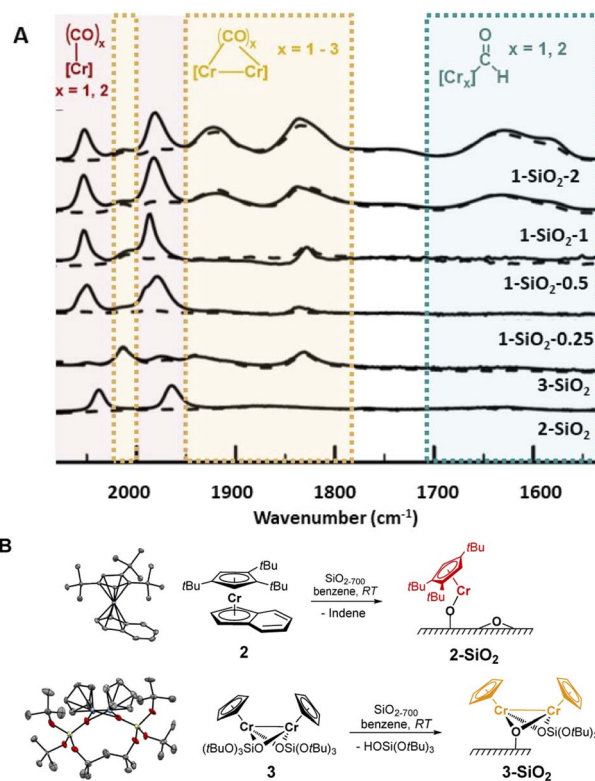 A
(CO)x
[Cr]
x = 1, 2
(CO)x
[Cr] [Cr]
x = 1 - 3
O
C
[Crx] H
x = 1, 2
1-SiO2-2
1-SiO2-1
1-SiO2-0.5
1-SiO2-0.25
3-SiO2
2-SiO2
2000 1900 1800 1700 1600
Wavenumber (cm-1)
B
tBu
tBu
tBu
Cr
2
SiO2-700
benzene, RT
- Indene
tBu
tBu
tBu
Cr
O
O
2-SiO2
Cr Cr
(tBuO)3SiO OSi(OtBu)3
3
SiO2-700
benzene, RT
- HOSi(OtBu)3
Cr Cr
O OSi(OtBu)3
3-SiO2